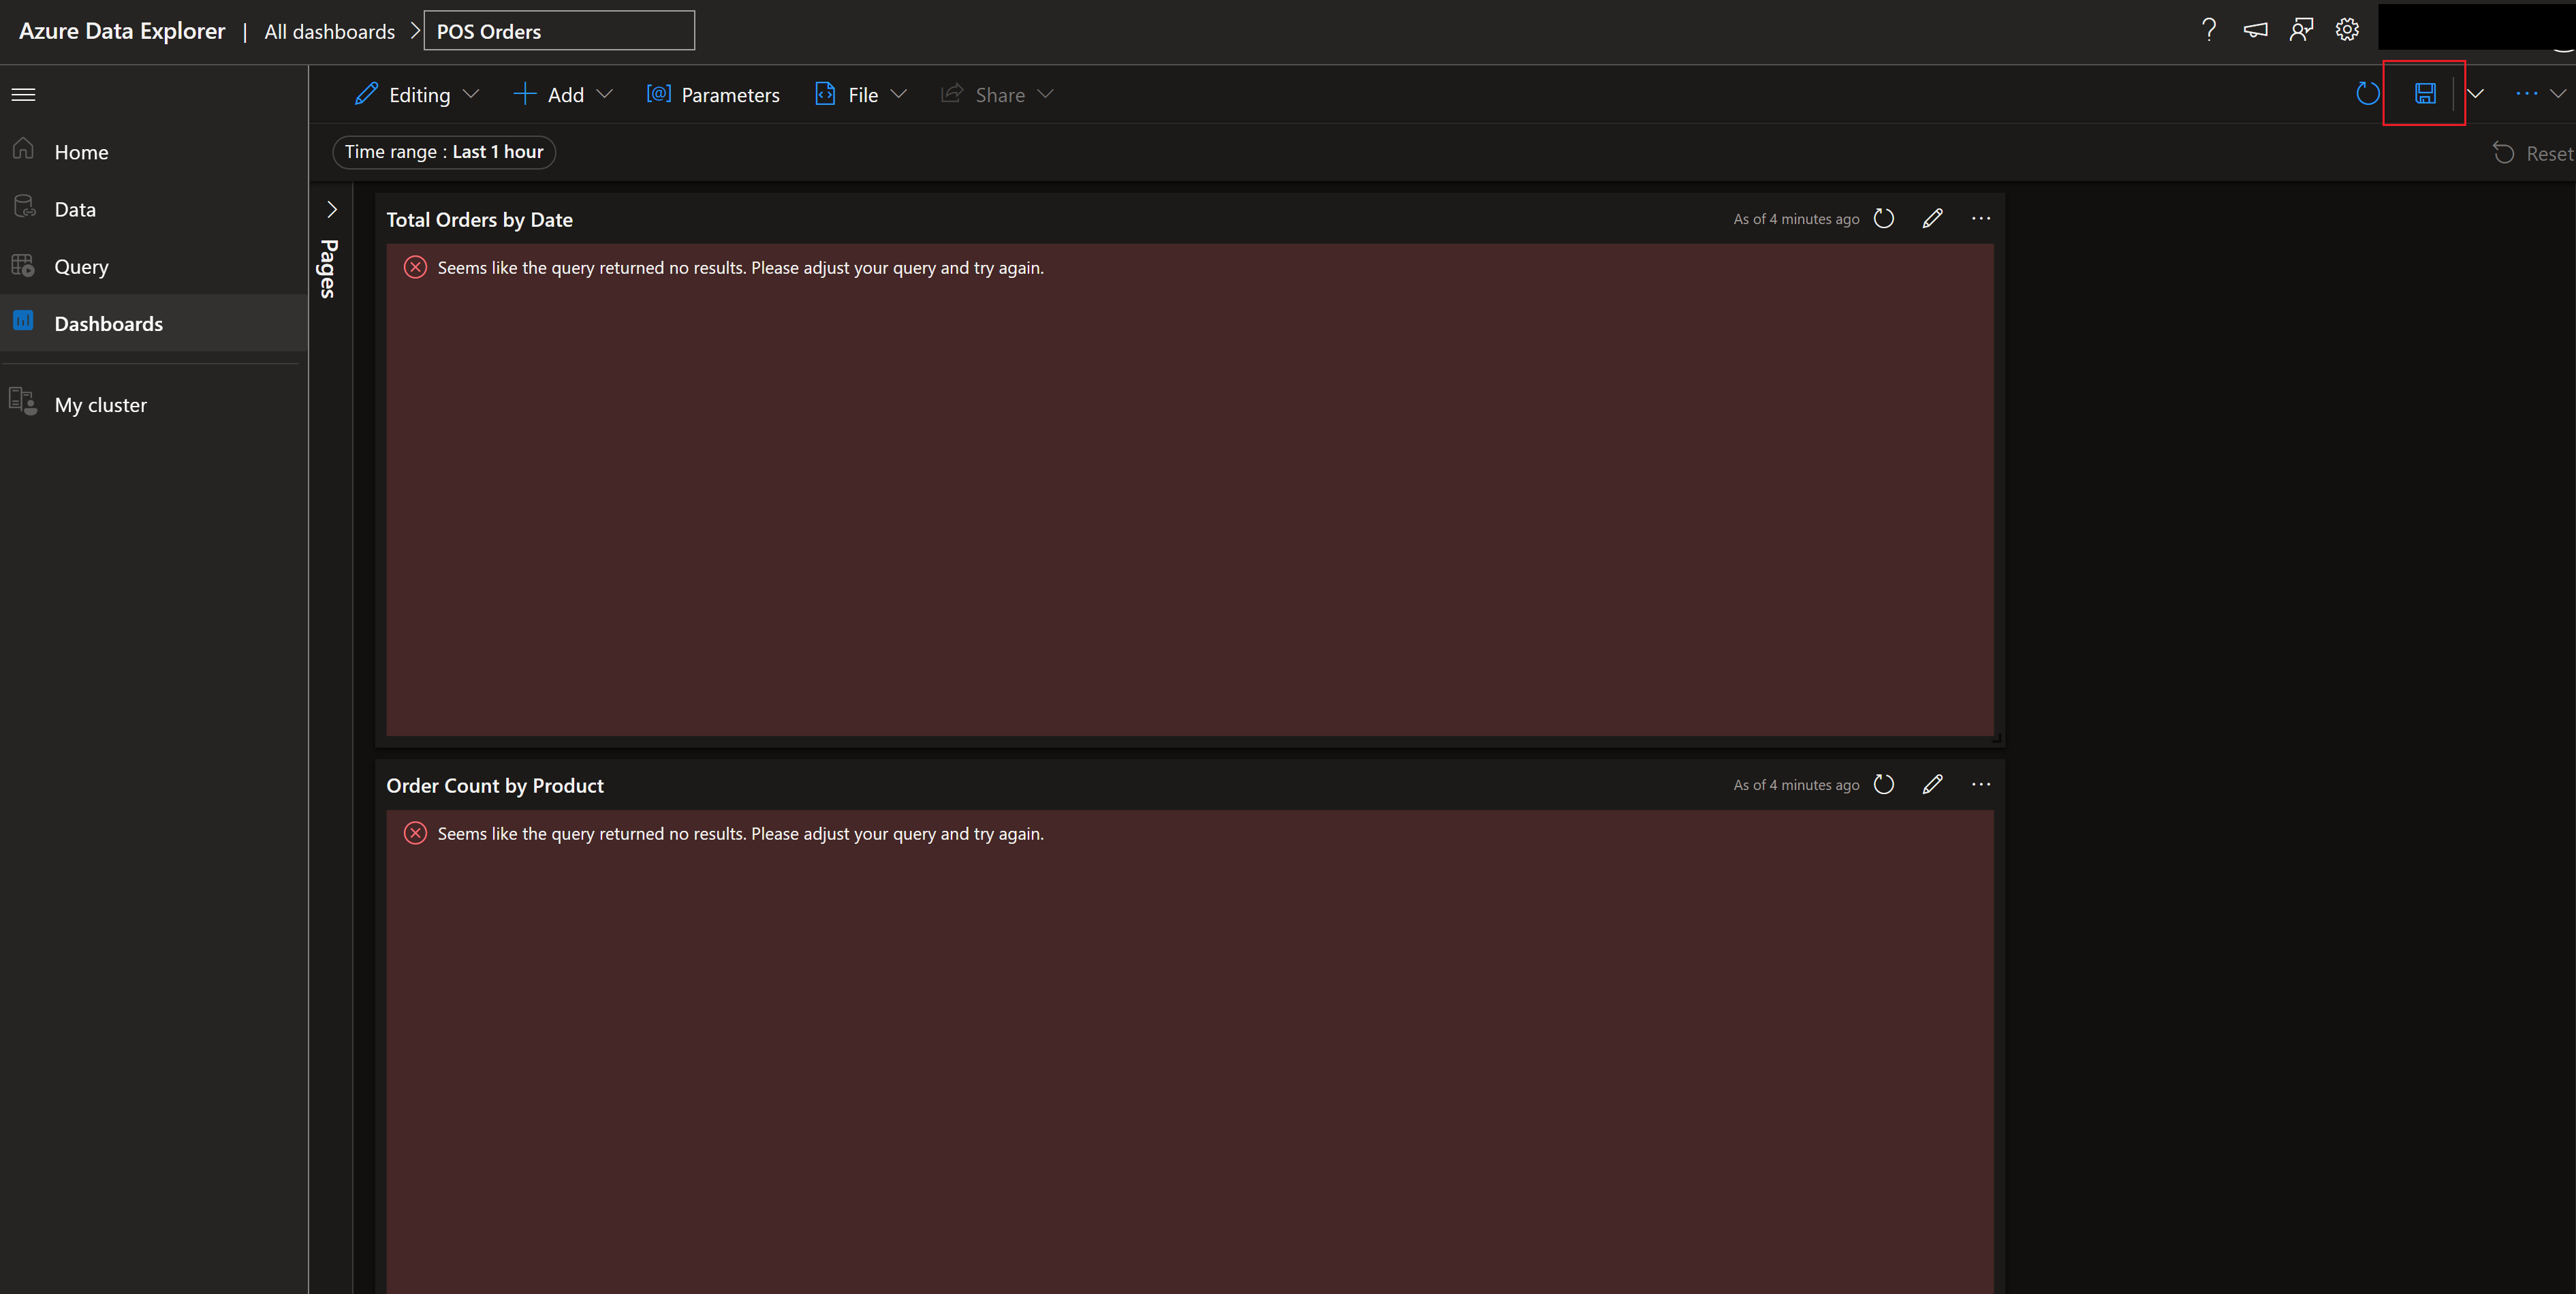 Azure Data Explorer | All dashboards > POS Orders
Editing Add Parameters File Share
Home
Time range : Last 1 hour Reset
Data
Query
Dashboards
My cluster
Pages
Total Orders by Date As of 4 minutes ago
Seems like the query returned no results. Please adjust your query and try again.
Order Count by Product As of 4 minutes ago
Seems like the query returned no results. Please adjust your query and try again.